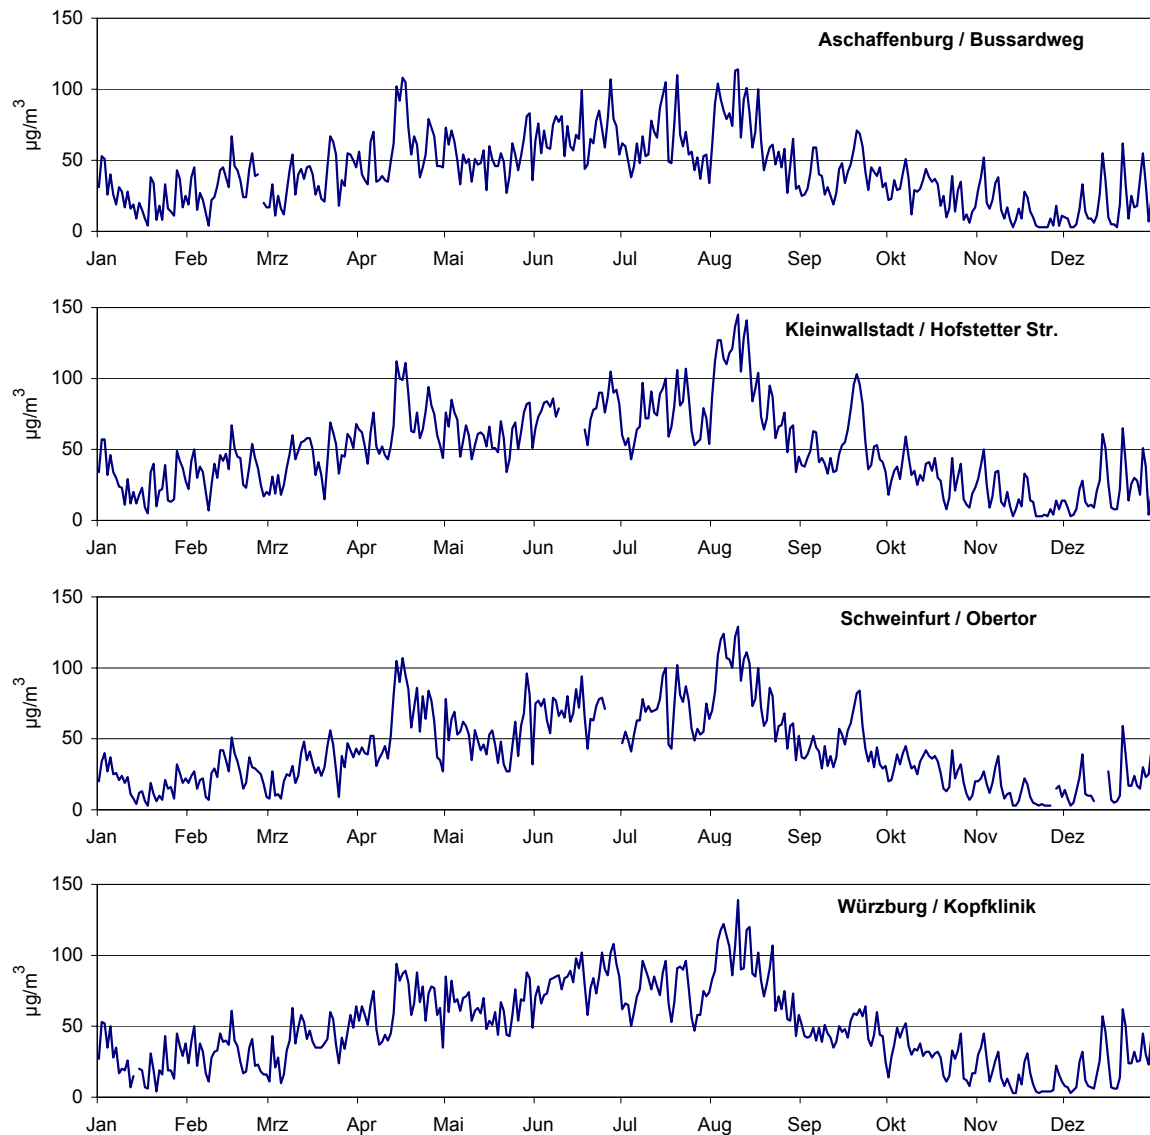 150
Aschaffenburg / Bussardweg
100
µg/m³
50
0
Jan Feb Mrz Apr Mai Jun Jul Aug Sep Okt Nov Dez
150
Kleinwallstadt / Hofstetter Str.
100
µg/m³
50
0
Jan Feb Mrz Apr Mai Jun Jul Aug Sep Okt Nov Dez
150
Schweinfurt / Obertor
100
µg/m³
50
0
Jan Feb Mrz Apr Mai Jun Jul Aug Sep Okt Nov Dez
150
Würzburg / Kopfklinik
100
µg/m³
50
0
Jan Feb Mrz Apr Mai Jun Jul Aug Sep Okt Nov Dez